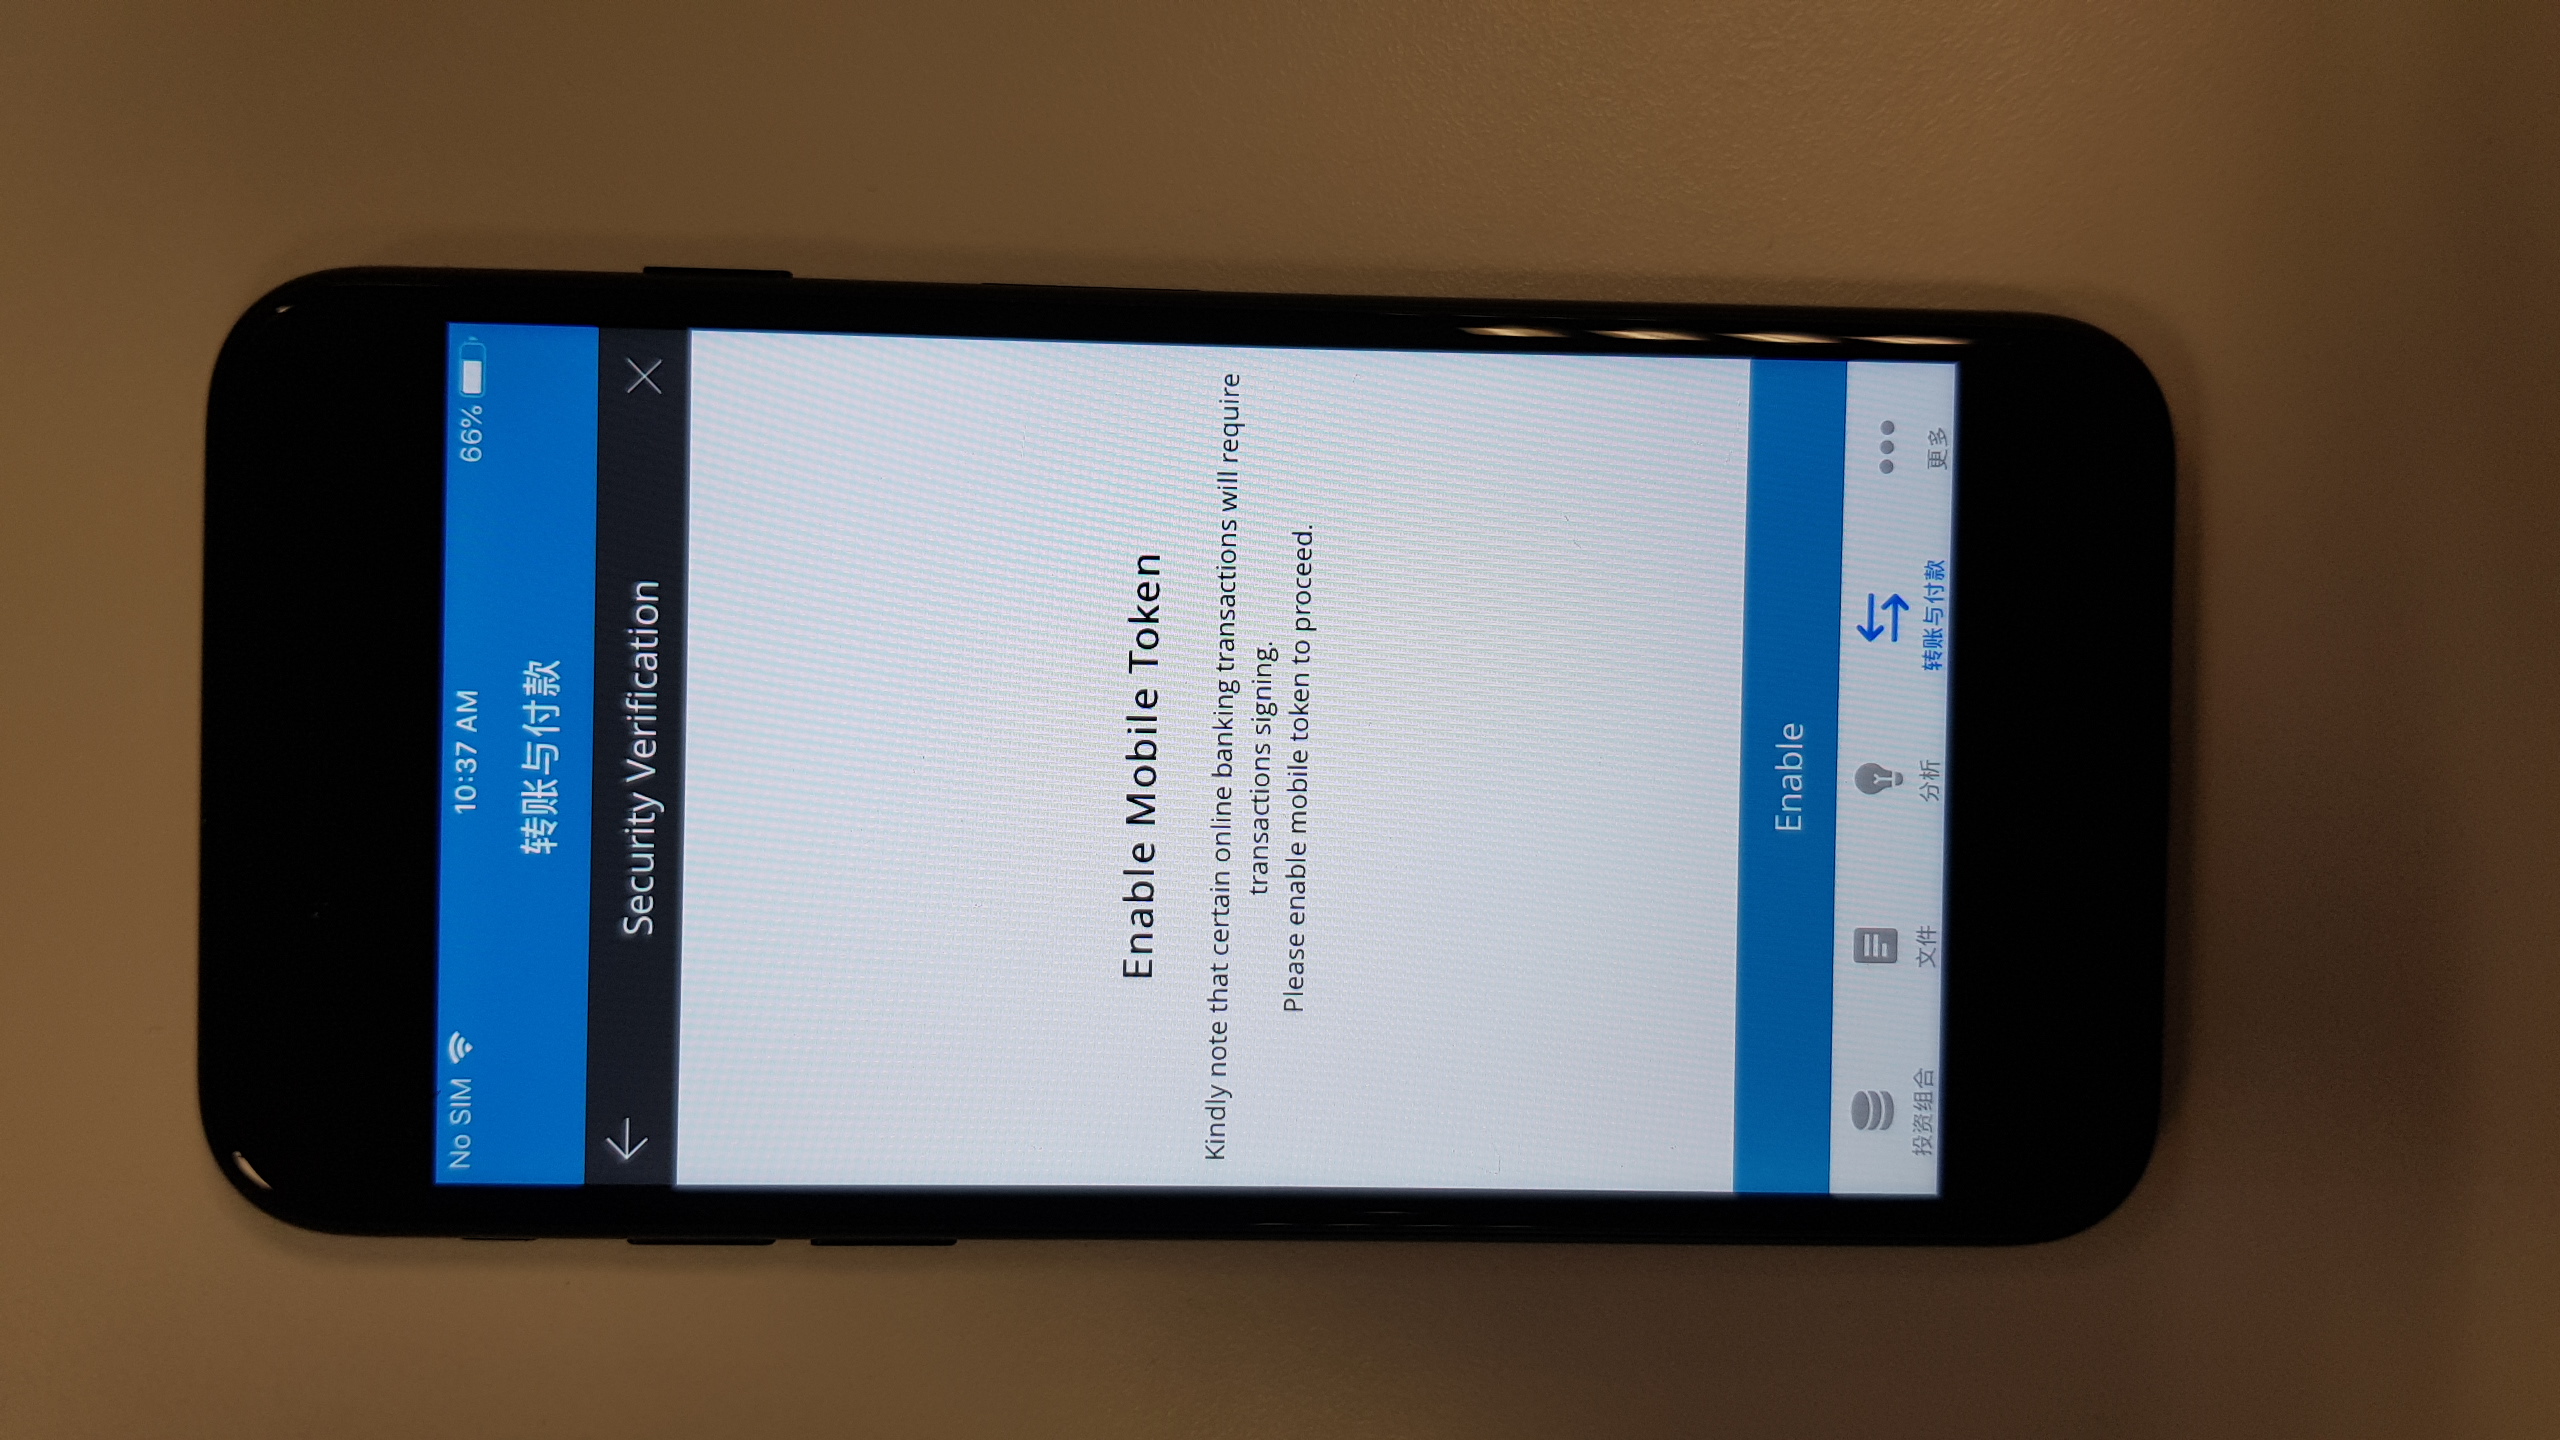 No SIM 10:37 AM 66%
转账与付款
Security Verification
Enable Mobile Token
Kindly note that certain online banking transactions will require
transactions signing.
Please enable mobile token to proceed.
Enable
投资组合 文件 分析 转账与付款 更多